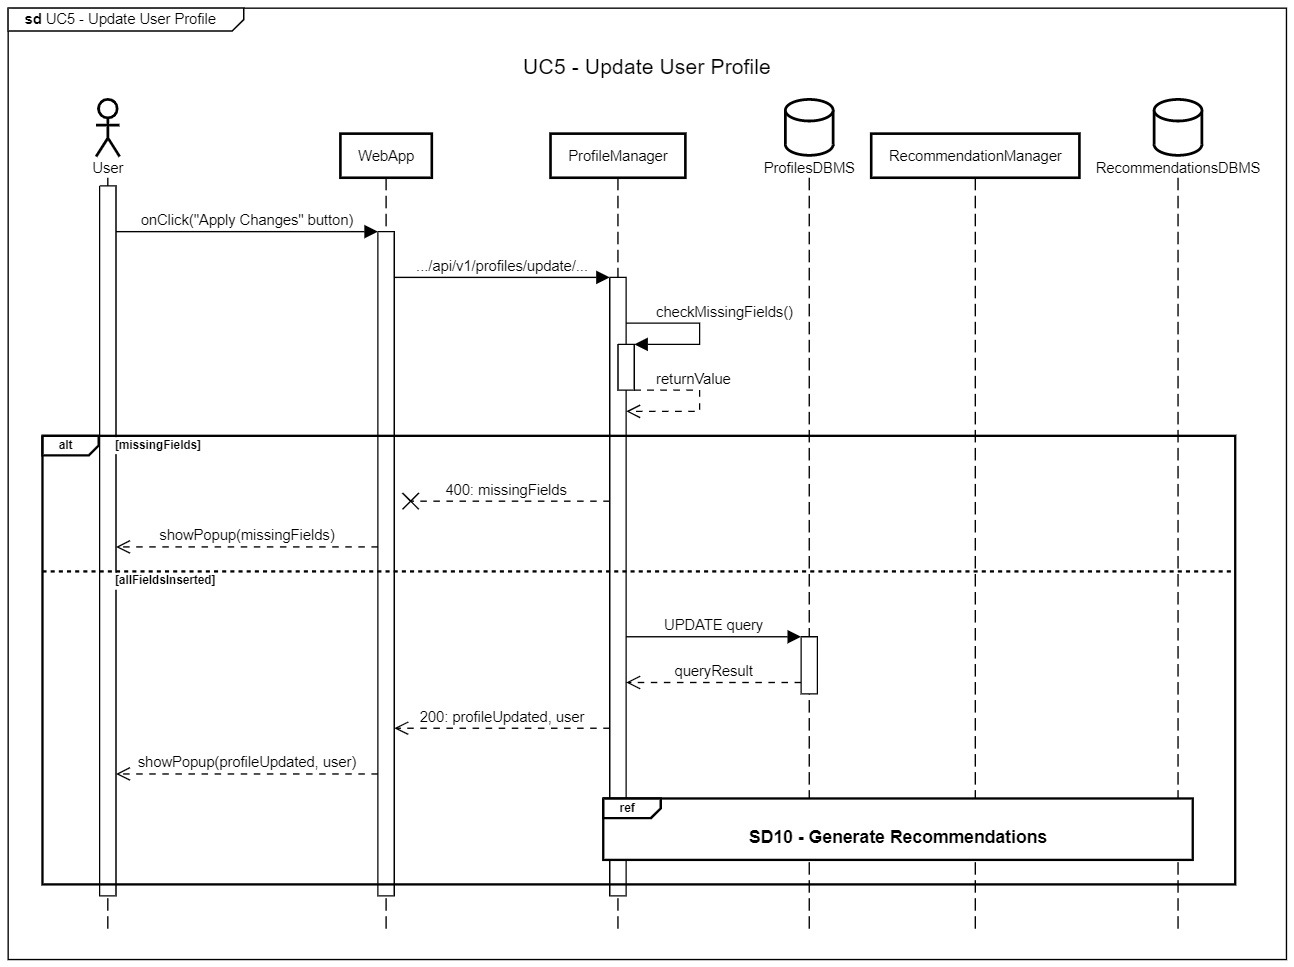 sd UC5 - Update User Profile
UC5 - Update User Profile
User
WebApp
ProfileManager
ProfilesDBMS
RecommendationManager
RecommendationsDBMS
onClick("Apply Changes" button)
.../api/v1/profiles/update/...
checkMissingFields()
returnValue
alt
[missingFields]
400: missingFields
showPopup(missingFields)
[allFieldsInserted]
UPDATE query
queryResult
200: profileUpdated, user
showPopup(profileUpdated, user)
ref
SD10 - Generate Recommendations